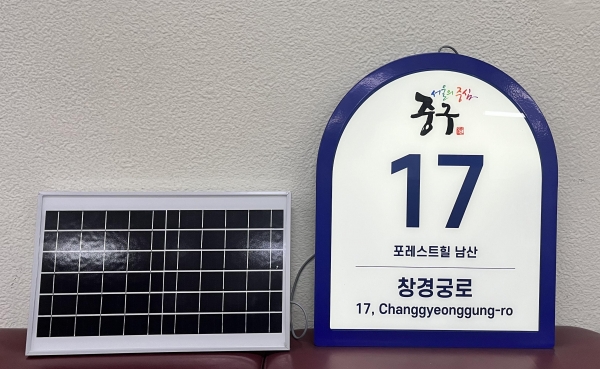 서울의 중심
중구
17
포레스트힐 남산
창경궁로
17, Changgyeonggung-ro